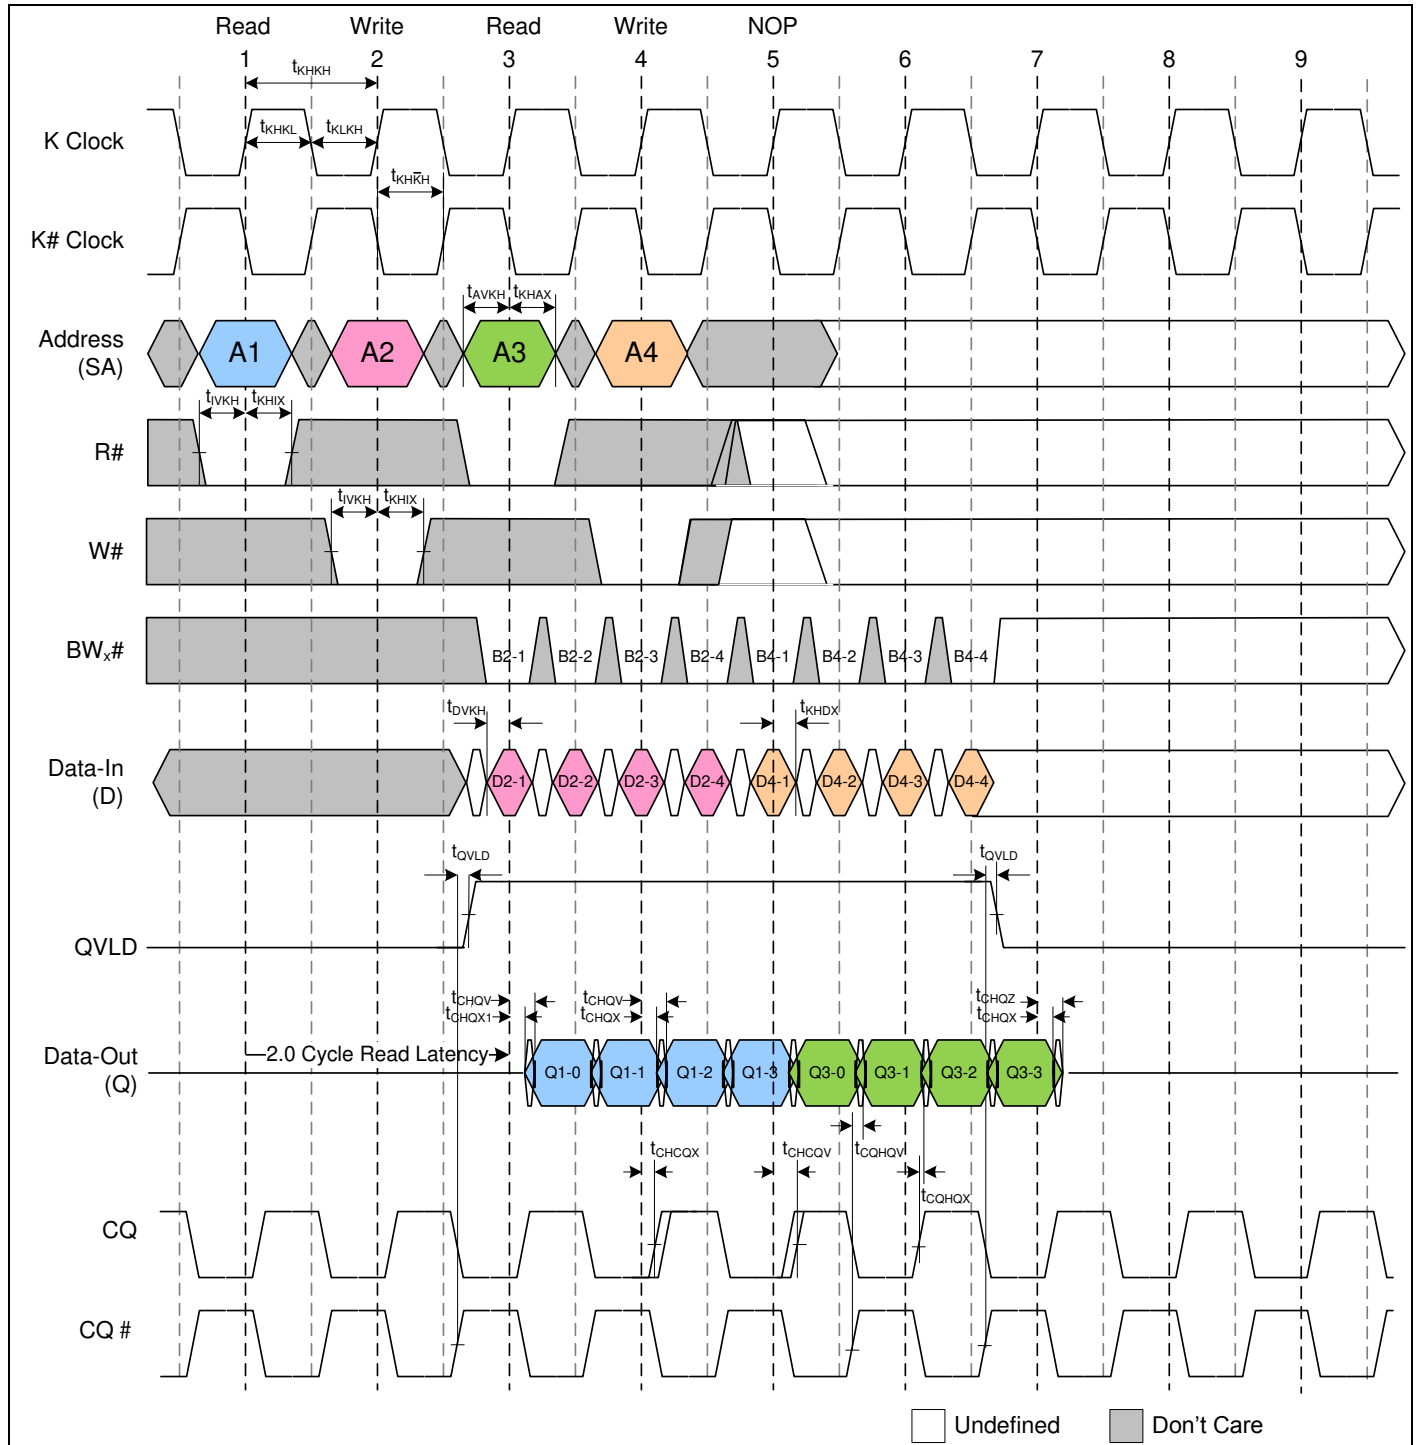 Read Write Read Write NOP
1 2 3 4 5 6 7 8 9
tKHKH
K Clock
tKHKL tKLKH
tKHK̅H
K# Clock
tAVKH tKHAX
Address
(SA)
A1 A2 A3 A4
tIVKH tKHIX
R#
tIVKH tKHIX
W#
BWx#
B2-1 B2-2 B2-3 B2-4 B4-1 B4-2 B4-3 B4-4
tDVKH tKHDX
Data-In
(D)
D2-1 D2-2 D2-3 D2-4 D4-1 D4-2 D4-3 D4-4
tQVLD tQVLD
QVLD
tCHQV tCHQV tCHQZ
tCHQX1 tCHQX tCHQX
Data-Out
(Q)
2.0 Cycle Read Latency
Q1-0 Q1-1 Q1-2 Q1-3 Q3-0 Q3-1 Q3-2 Q3-3
tCHCQX tCHCQV tCQHQV
tCQHQX
CQ
CQ #
Undefined Don't Care